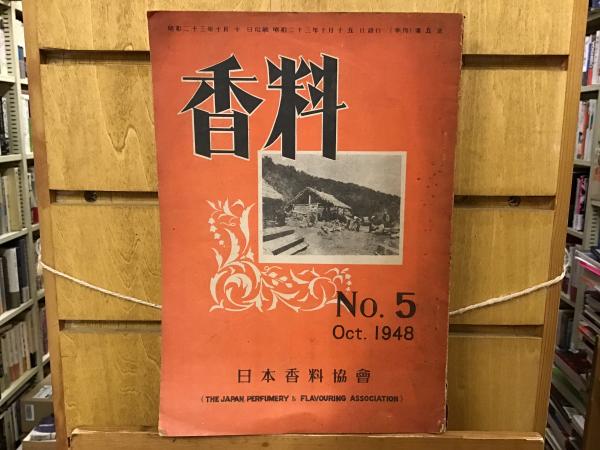 昭和二十三年十月十日印刷 昭和二十三年十月十五日發行 (季刊) 第五號
香料
No. 5
Oct. 1948
日本香料協會
(THE JAPAN PERFUMERY & FLAVOURING ASSOCIATION)